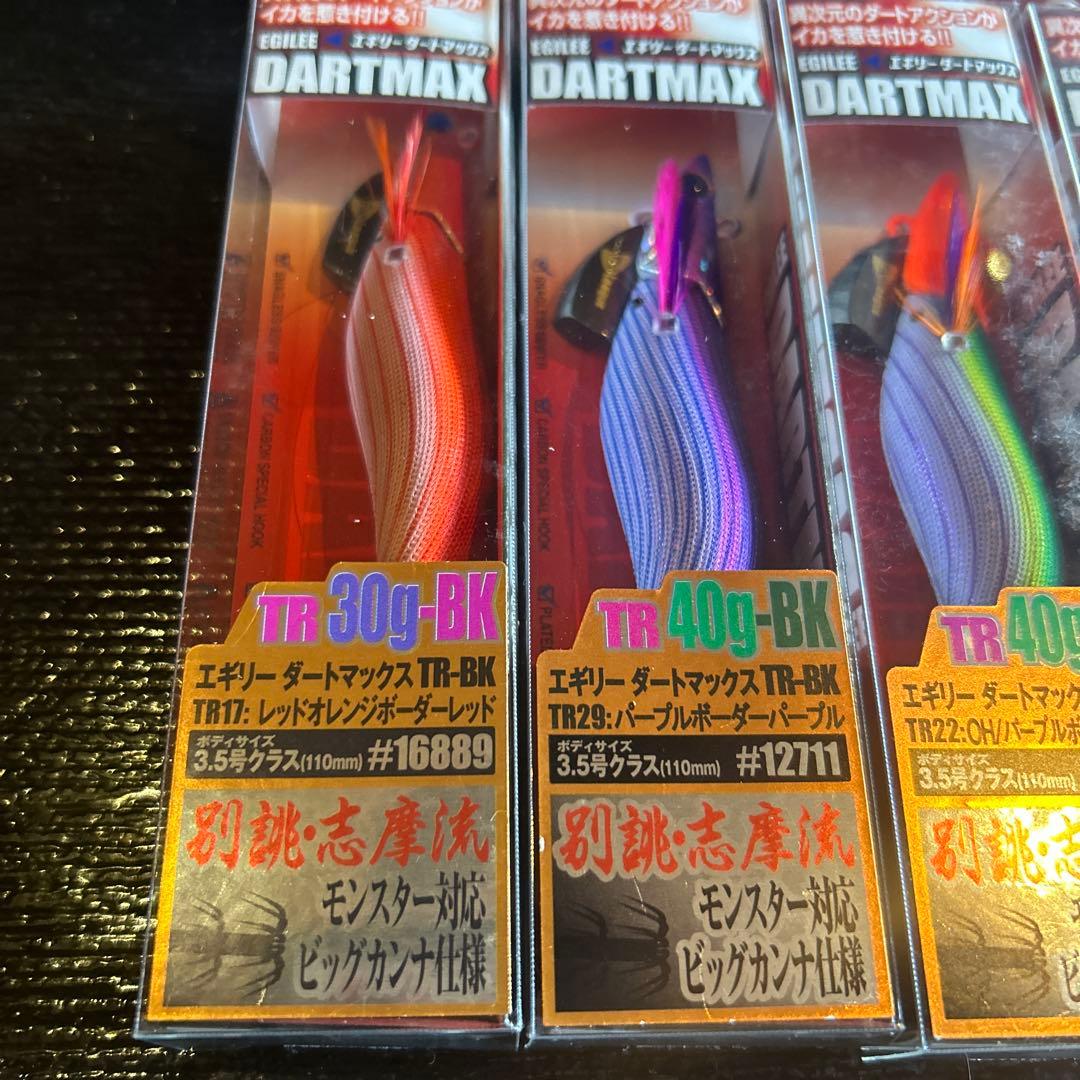 イカを惹き付ける!!
EGILEE エギリー ダートマックス
DARTMAX
SNAGLESS SINKER
CARBON SPECIAL HOOK
TR 30g-BK
エギリー ダートマックス TR-BK
TR17: レッドオレンジボーダーレッド
ボディサイズ
3.5号クラス(110mm) #16889
別誂・志摩流
モンスター対応
ビッグカンナ仕様
異次元のダートアクションが
イカを惹き付ける!!
EGILEE エギリー ダートマックス
DARTMAX
CARBON SPECIAL HOOK
TR 40g-BK
エギリー ダートマックス TR-BK
TR29:パープルボーダーパープル
ボディサイズ
3.5号クラス(110mm) #12711
別誂・志摩流
モンスター対応
ビッグカンナ仕様
異次元のダートアクションが
イカを惹き付ける!!
EGILEE エギリー ダートマックス
DARTMAX
TR 40g
エギリー ダートマック
TR22:OH/パープルボ
ボディサイズ
3.5号クラス(110mm)
別誂・志